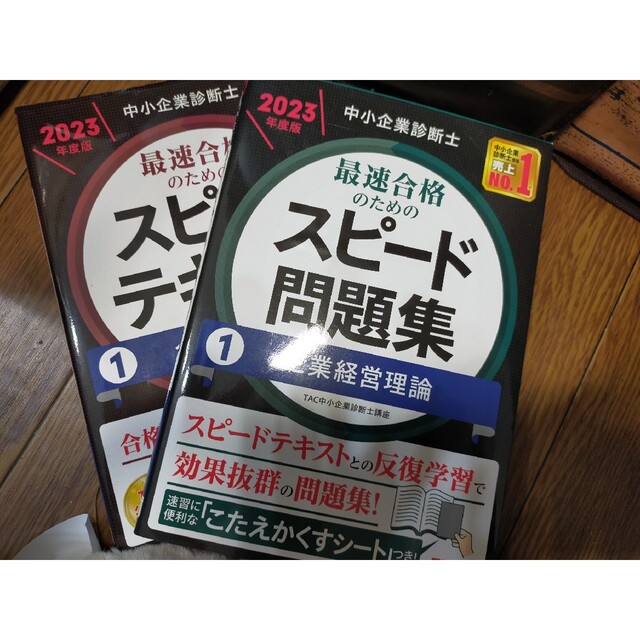 2023
年度版
中小企業診断士
最速合格
のための
スピ
テキ
1
合格
2023
年度版
中小企業診断士
最速合格
のための
スピード
問題集
中小企業
診断士
売上
NO.1
1
企業経営理論
TAC中小企業診断士講座
スピードテキストとの反復学習で
効果抜群の問題集!
速習に
便利な「こたえかくすシート」つき!